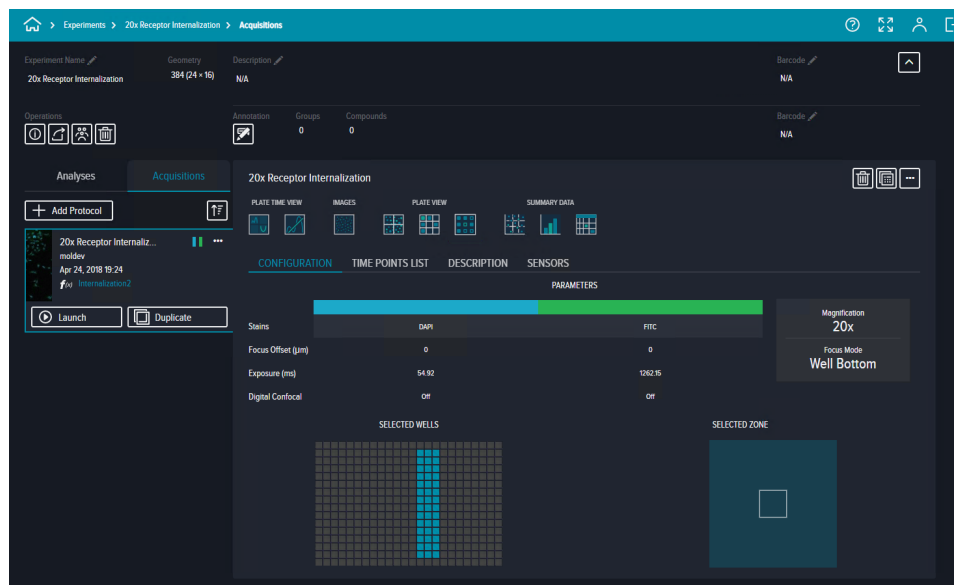 Experiments > 20x Receptor Internalization > Acquisitions
Experiment Name Geometry Description Barcode
20x Receptor Internalization 384 (24 × 16) N/A N/A
Operations Annotation Groups Compounds Barcode
0 0 N/A
Analyses Acquisitions
20x Receptor Internalization
+ Add Protocol
PLATE TIME VIEW IMAGES PLATE VIEW SUMMARY DATA
20x Receptor Internaliz...
moldev
Apr 24, 2018 19:24
f(x) Internalization2
Launch Duplicate
CONFIGURATION TIME POINTS LIST DESCRIPTION SENSORS
PARAMETERS
Stains DAPI FITC
Focus Offset (µm) 0 0
Exposure (ms) 54.92 1262.15
Digital Confocal Off Off
Magnification
20x
Focus Mode
Well Bottom
SELECTED WELLS SELECTED ZONE